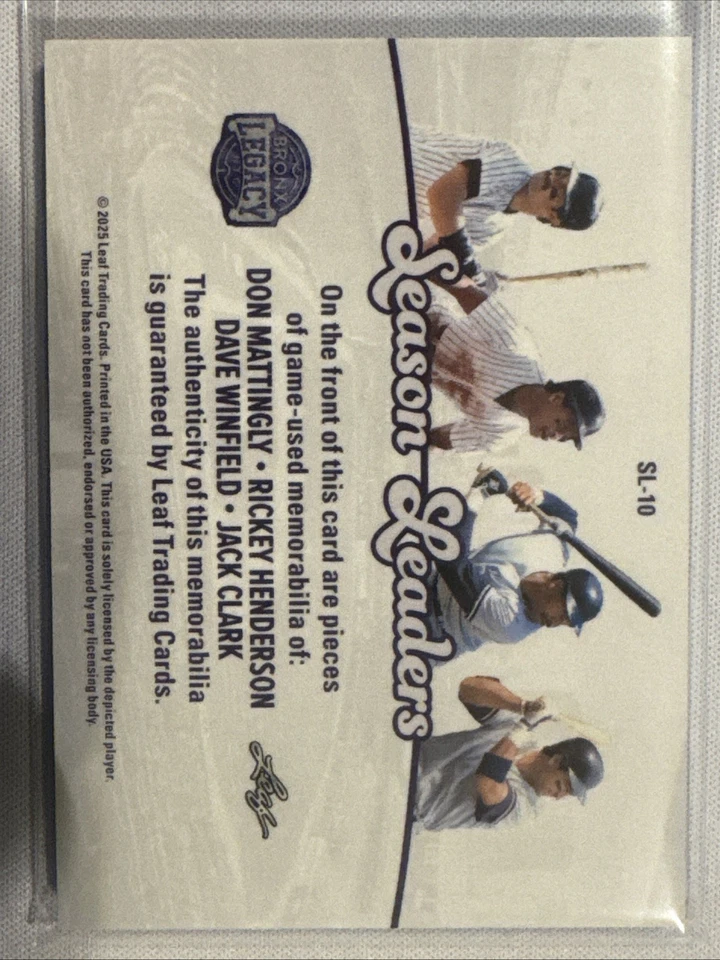 SL-10
Season Leaders
On the front of this card are pieces
of game-used memorabilia of:
DON MATTINGLY • RICKEY HENDERSON
DAVE WINFIELD • JACK CLARK
The authenticity of this memorabilia
is guaranteed by Leaf Trading Cards.
BRONX
LEGACY
Leaf
© 2025 Leaf Trading Cards. Printed in the USA. This card is solely licensed by the depicted player.
This card has not been authorized, endorsed or approved by any licensing body.